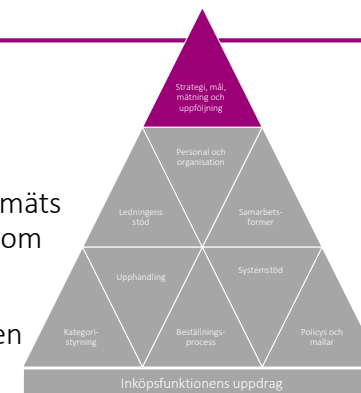 Strategi, mål,
mätning och
uppföljning
Personal och
organisation
mäts
om
en
Ledningens
stöd
Samarbets-
former
Upphandling
Systemstöd
Kategori-
styrning
Beställnings-
process
Policys och
mallar
Inköpsfunktionens uppdrag